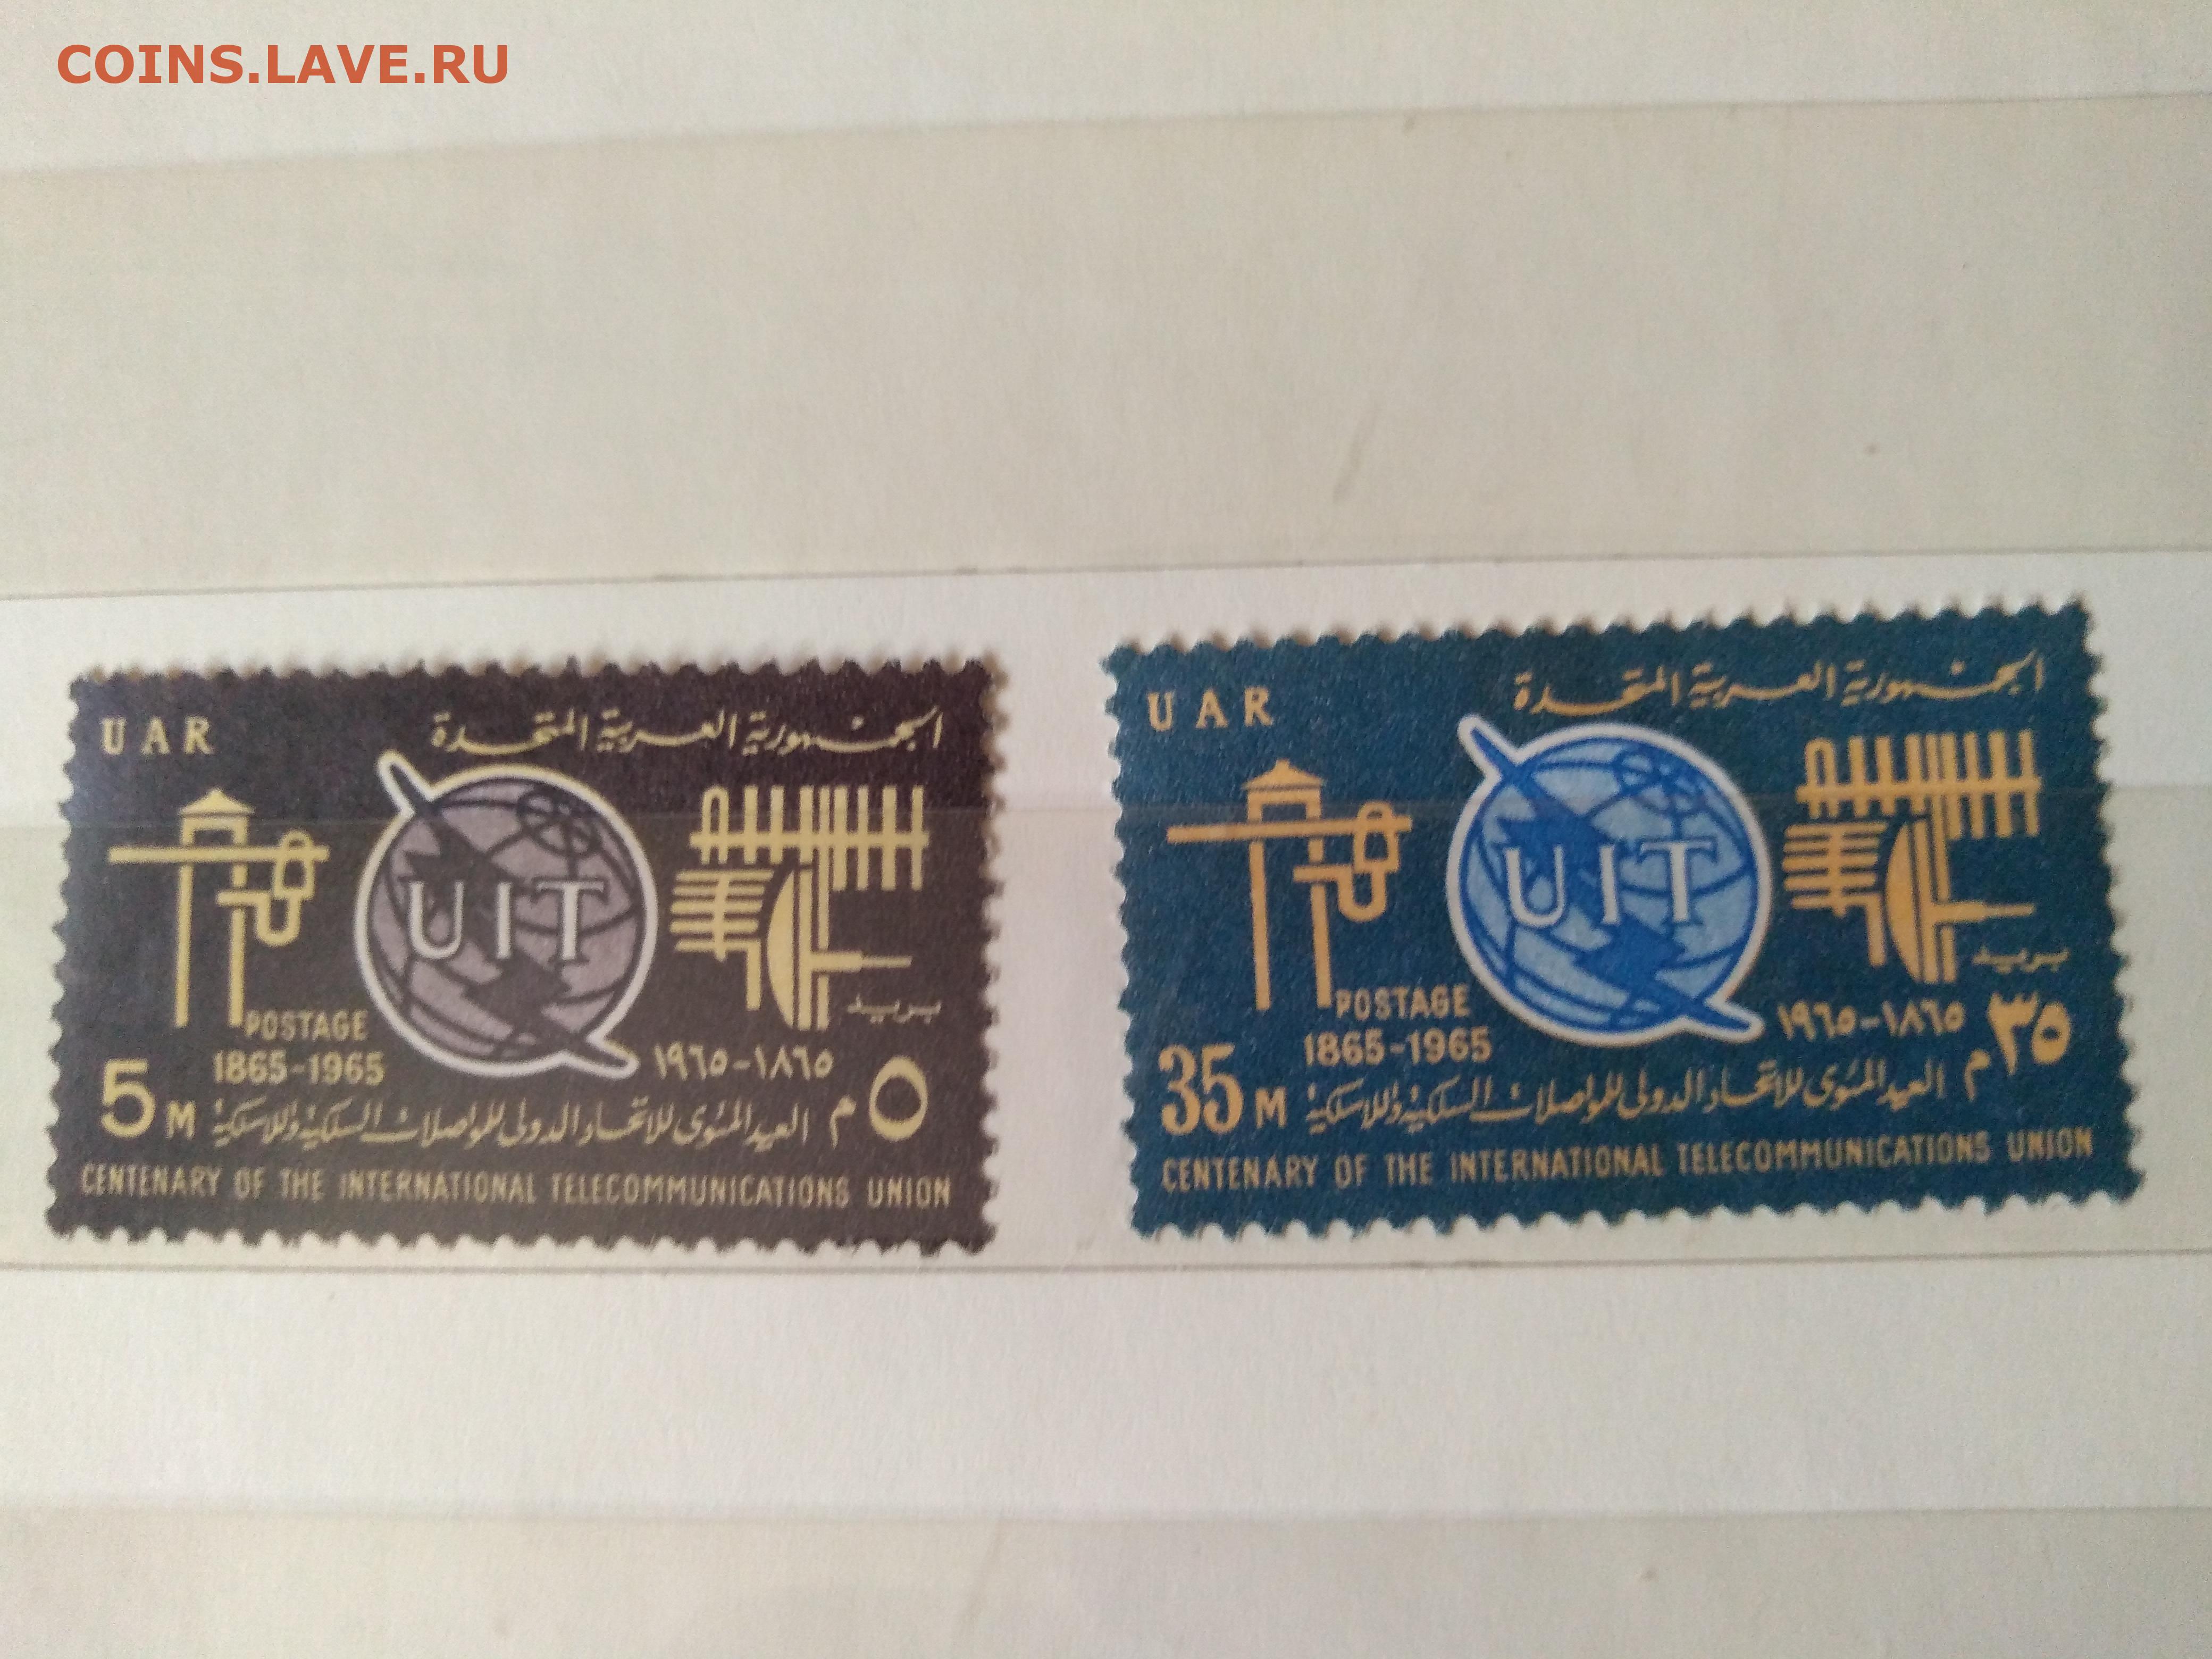 COINS.LAVE.RU
UAR
الجمهورية العربية المتحدة
UIT
بريد
POSTAGE
1865-1965
١٨٦٥-١٩٦٥
5 M
م ٥
العيد المئوى للاتحاد الدولى للمواصلات السلكية واللاسلكية
CENTENARY OF THE INTERNATIONAL TELECOMMUNICATIONS UNION
UAR
الجمهورية العربية المتحدة
UIT
بريد
POSTAGE
1865-1965
١٨٦٥-١٩٦٥
35 M
٣٥ م
العيد المئوى للاتحاد الدولى للمواصلات السلكية واللاسلكية
CENTENARY OF THE INTERNATIONAL TELECOMMUNICATIONS UNION